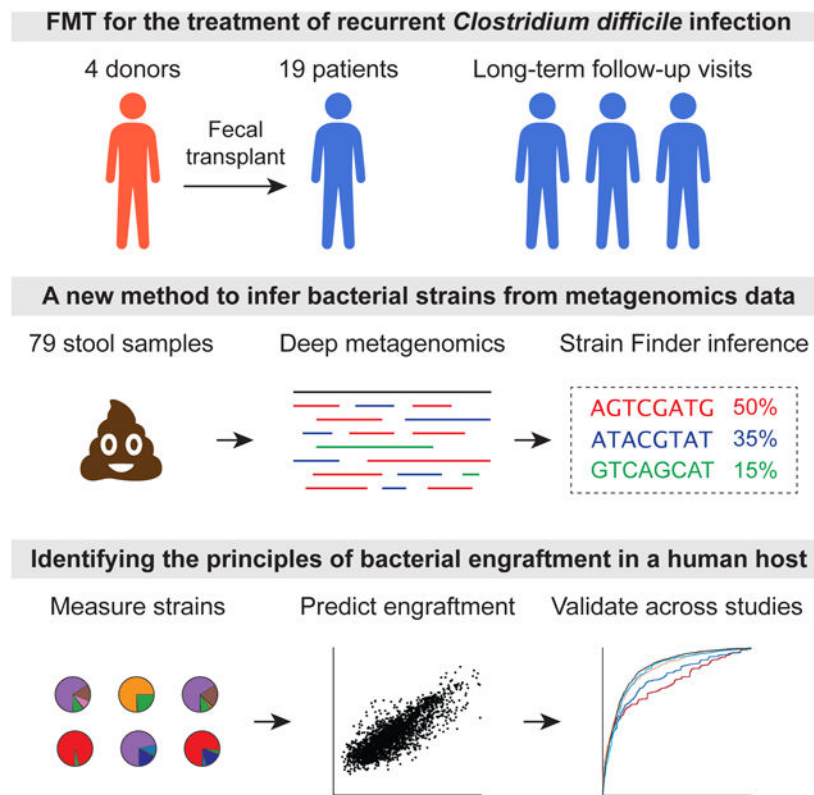 FMT for the treatment of recurrent Clostridium difficile infection
4 donors
19 patients
Long-term follow-up visits
Fecal
transplant
A new method to infer bacterial strains from metagenomics data
79 stool samples
Deep metagenomics
Strain Finder inference
AGTCGATG 50%
ATACGTAT 35%
GTCAGCAT 15%
Identifying the principles of bacterial engraftment in a human host
Measure strains
Predict engraftment
Validate across studies